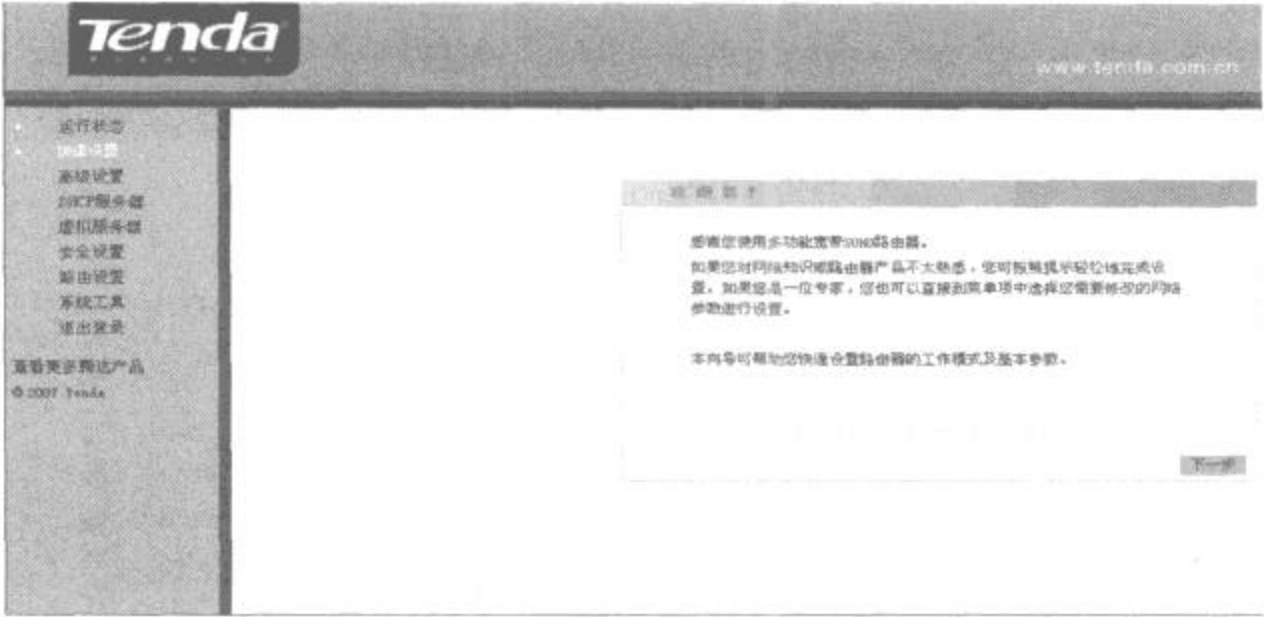 Tenda
www.tenda.com.cn
运行状态
快速设置
高级设置
DHCP服务器
虚拟服务器
安全设置
路由设置
系统工具
退出登录
查看更多腾达产品
© 2007 Tenda
感谢您使用多功能宽带SOHO路由器。
如果您对网络知识或路由器产品不太熟悉,您可按照提示轻松地完成设
置。如果您是一位专家,您也可以直接到菜单项中选择您需要修改的网络
参数进行设置。
本向导可帮助您快速设置路由器的工作模式及基本参数。
下一步